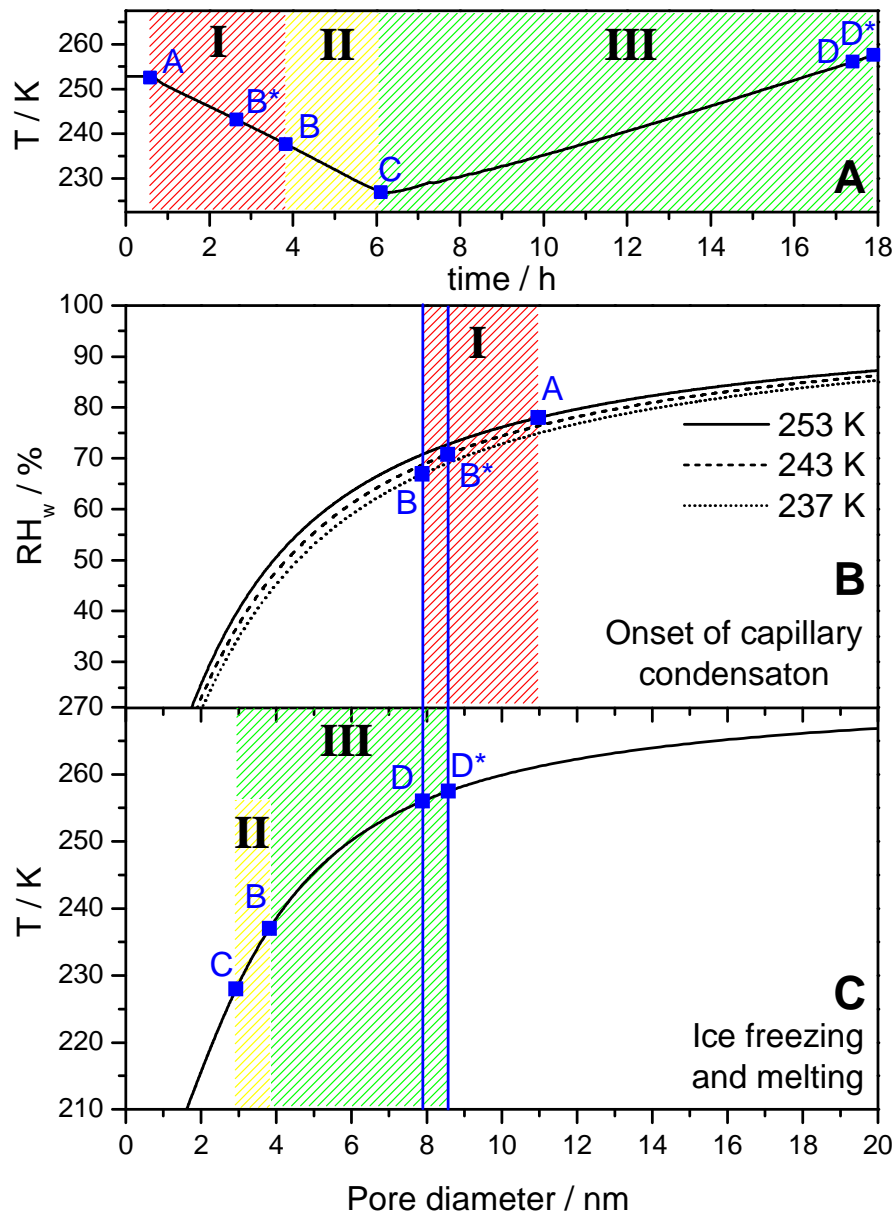 T / K
260
250
240
230
I
II
III
A
B*
B
C
D
D*
A
0 2 4 6 8 10 12 14 16 18
time / h
RH_w / %
100
90
80
70
60
50
40
30
I
A
B
B*
253 K
243 K
237 K
B
Onset of capillary
condensaton
T / K
270
260
250
240
230
220
210
III
II
D
D*
B
C
C
Ice freezing
and melting
0 2 4 6 8 10 12 14 16 18 20
Pore diameter / nm